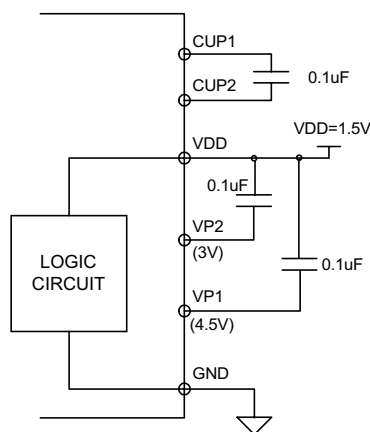 CUP1
0.1uF
CUP2
VDD
VDD=1.5V
0.1uF
VP2
(3V)
LOGIC
CIRCUIT
0.1uF
VP1
(4.5V)
GND